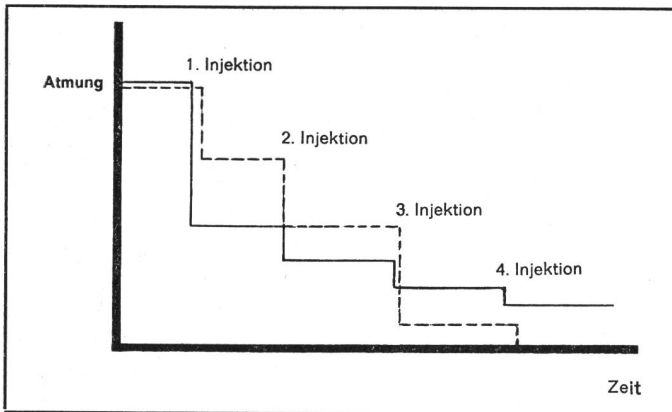 1. Injektion
Atmung
2. Injektion
3. Injektion
4. Injektion
Zeit